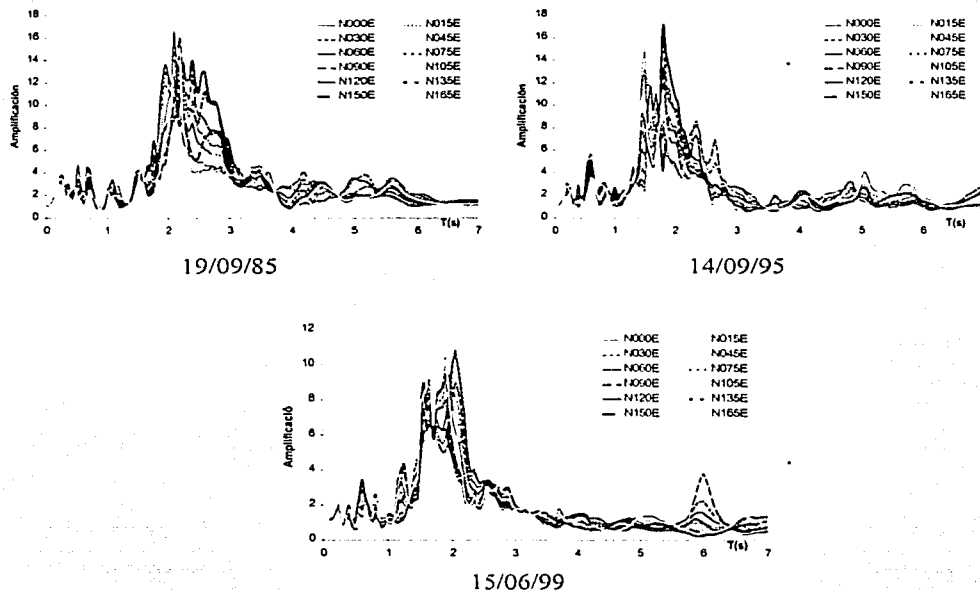 18
16
14
12
10
8
6
4
2
0
Amplificación
N000E N015E
N030E N045E
N060E N075E
N090E N105E
N120E N135E
N150E N165E
T(s)
0 1 2 3 4 5 6 7
19/09/85
18
16
14
12
10
8
6
4
2
0
Amplificación
N000E N015E
N030E N045E
N060E N075E
N090E N105E
N120E N135E
N150E N165E
T(s)
0 1 2 3 4 5 6
14/09/95
12
10
8
6
4
2
0
Amplificació
N000E N015E
N030E N045E
N060E N075E
N090E N105E
N120E N135E
N150E N165E
T(s)
0 1 2 3 4 5 6 7
15/06/99